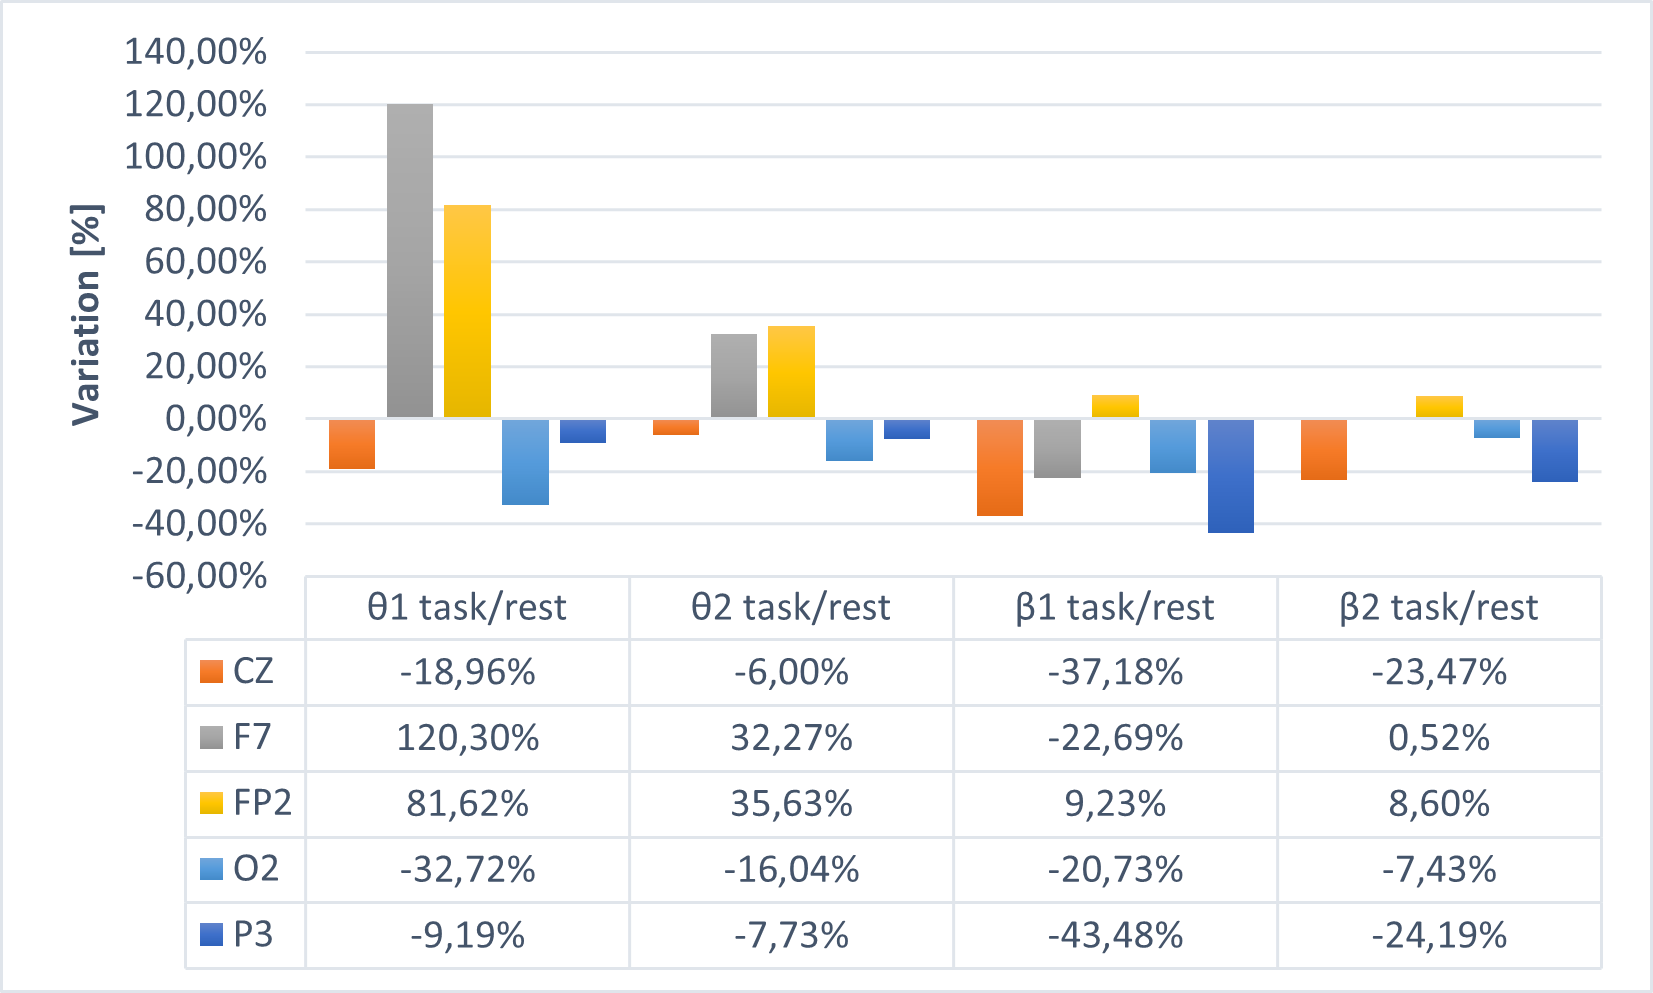 140,00%
120,00%
100,00%
80,00%
60,00%
40,00%
20,00%
0,00%
-20,00%
-40,00%
-60,00%
Variation [%]
θ1 task/rest θ2 task/rest β1 task/rest β2 task/rest
CZ -18,96% -6,00% -37,18% -23,47%
F7 120,30% 32,27% -22,69% 0,52%
FP2 81,62% 35,63% 9,23% 8,60%
O2 -32,72% -16,04% -20,73% -7,43%
P3 -9,19% -7,73% -43,48% -24,19%